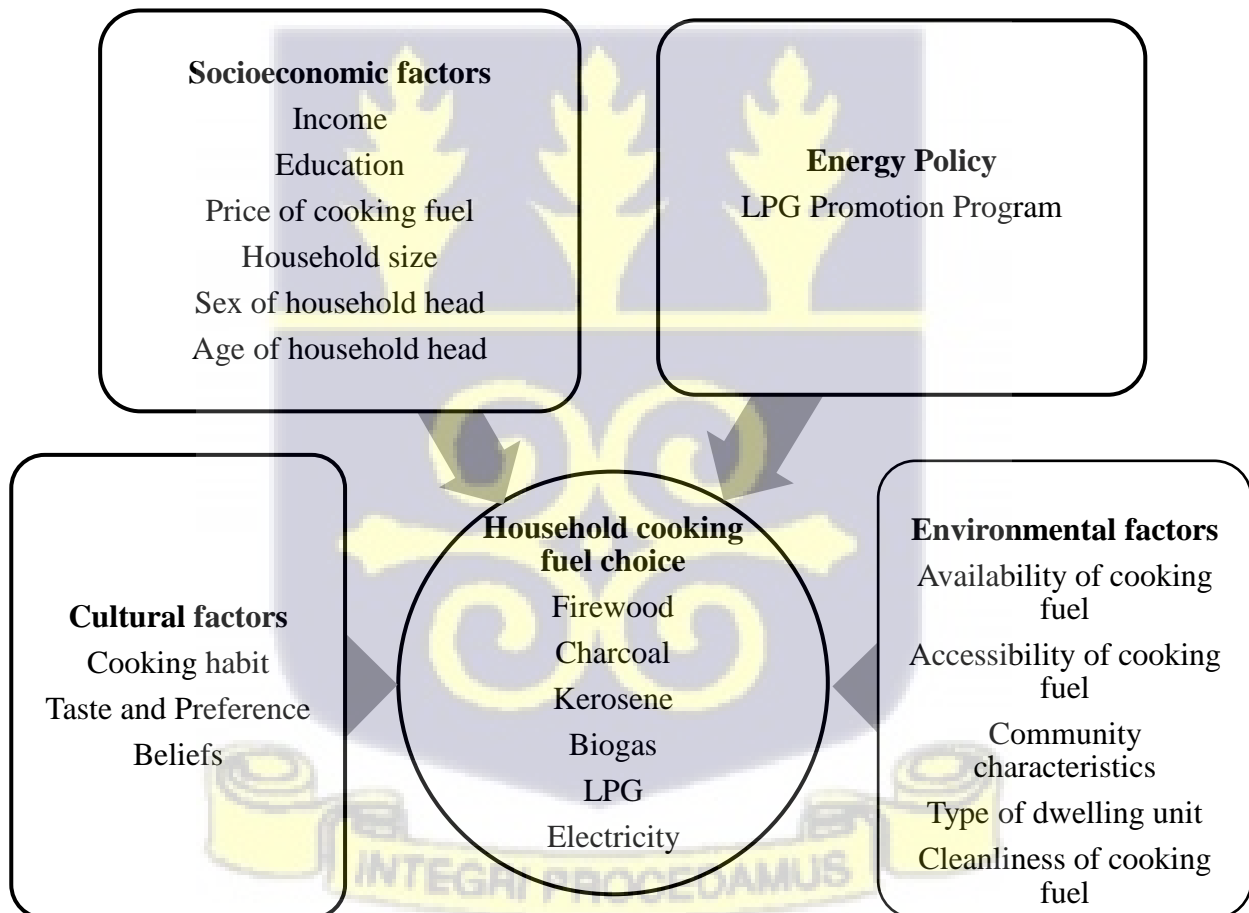 Socioeconomic factors
Income
Education
Price of cooking fuel
Household size
Sex of household head
Age of household head
Energy Policy
LPG Promotion Program
Cultural factors
Cooking habit
Taste and Preference
Beliefs
Household cooking
fuel choice
Firewood
Charcoal
Kerosene
Biogas
LPG
Electricity
Environmental factors
Availability of cooking
fuel
Accessibility of cooking
fuel
Community
characteristics
Type of dwelling unit
Cleanliness of cooking
fuel
INTEGRI PROCEDAMUS